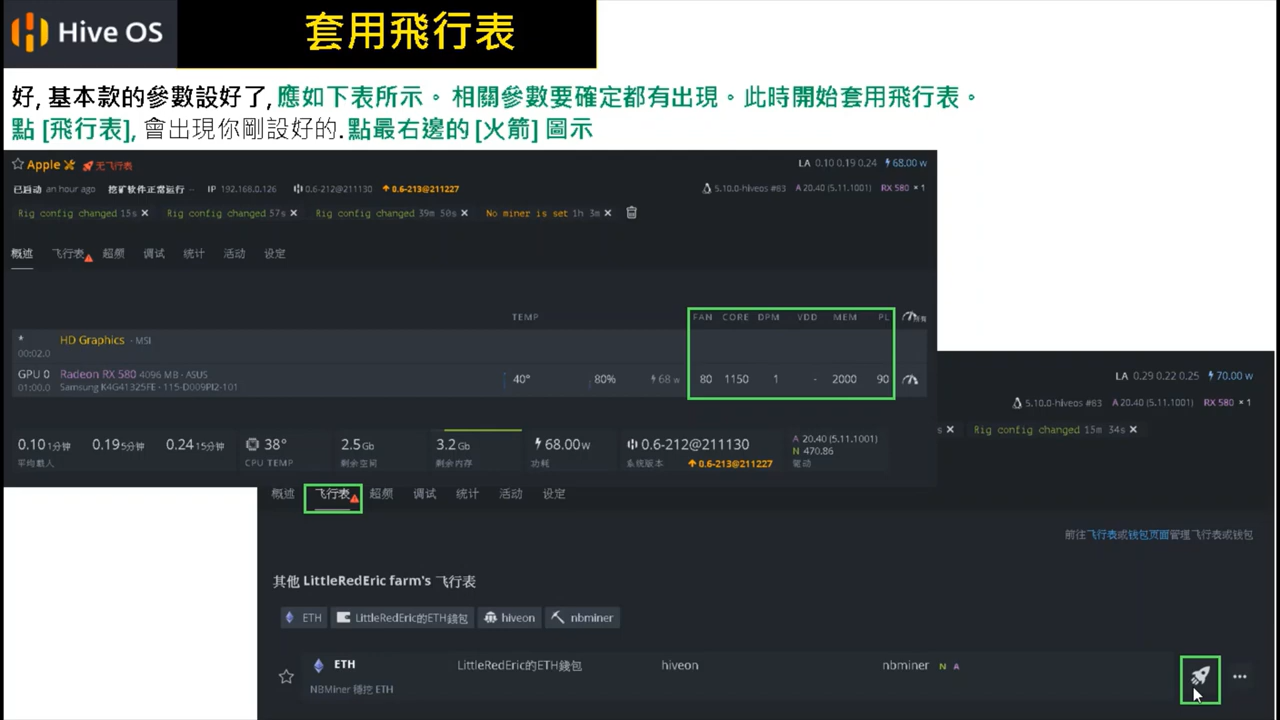 Hive OS
套用飛行表
好, 基本款的參數設好了, 應如下表所示。 相關參數要確定都有出現。此時開始套用飛行表。
點 [飛行表], 會出現你剛設好的. 點最右邊的 [火箭] 圖示
Apple 无飞行表
LA 0.10 0.19 0.24 68.00 w
已启动 an hour ago 挖矿软件正常运行 IP 192.168.0.126 0.6-212@211130 0.6-213@211227
5.10.0-hiveos #83 A 20.40 (5.11.1001) RX 580 × 1
Rig config changed 15s × Rig config changed 57s × Rig config changed 39m 50s × No miner is set 1h 3m ×
概述 飞行表 超频 调试 统计 活动 设定
TEMP FAN CORE DPM VDD MEM PL
* HD Graphics - MSI
00:02.0
GPU 0 Radeon RX 580 4096 MB · ASUS
01:00.0 Samsung K4G41325FE · 115-D009PI2-101
40° 80% 68 w 80 1150 1 - 2000 90
0.10 1分钟 0.19 5分钟 0.24 15分钟
平均载入
38°
CPU TEMP
2.5 Gb
剩余空间
3.2 Gb
剩余内存
68.00 w
功耗
0.6-212@211130
系统版本 0.6-213@211227
A 20.40 (5.11.1001)
N 470.86
驱动
LA 0.29 0.22 0.25 70.00 w
5.10.0-hiveos #83 A 20.40 (5.11.1001) RX 580 × 1
s × Rig config changed 15m 34s ×
概述 飞行表 超频 调试 统计 活动 设定
前往飞行表或钱包页面管理飞行表或钱包
其他 LittleRedEric farm's 飞行表
ETH LittleRedEric的ETH錢包 hiveon nbminer
ETH LittleRedEric的ETH錢包 hiveon nbminer N A
NBMiner 穩挖 ETH